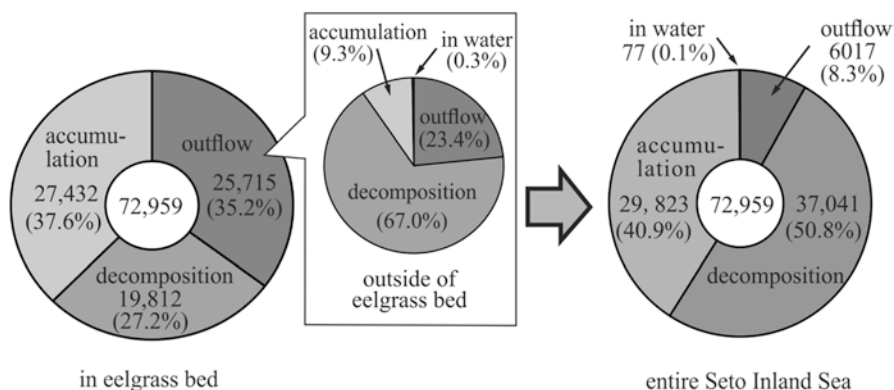 accumu-
lation
27,432
(37.6%)
outflow
25,715
(35.2%)
72,959
decomposition
19,812
(27.2%)
in eelgrass bed
accumulation
(9.3%)
in water
(0.3%)
outflow
(23.4%)
decomposition
(67.0%)
outside of
eelgrass bed
in water
77 (0.1%)
outflow
6017
(8.3%)
accumu-
lation
29, 823
(40.9%)
72,959
37,041
(50.8%)
decomposition
entire Seto Inland Sea